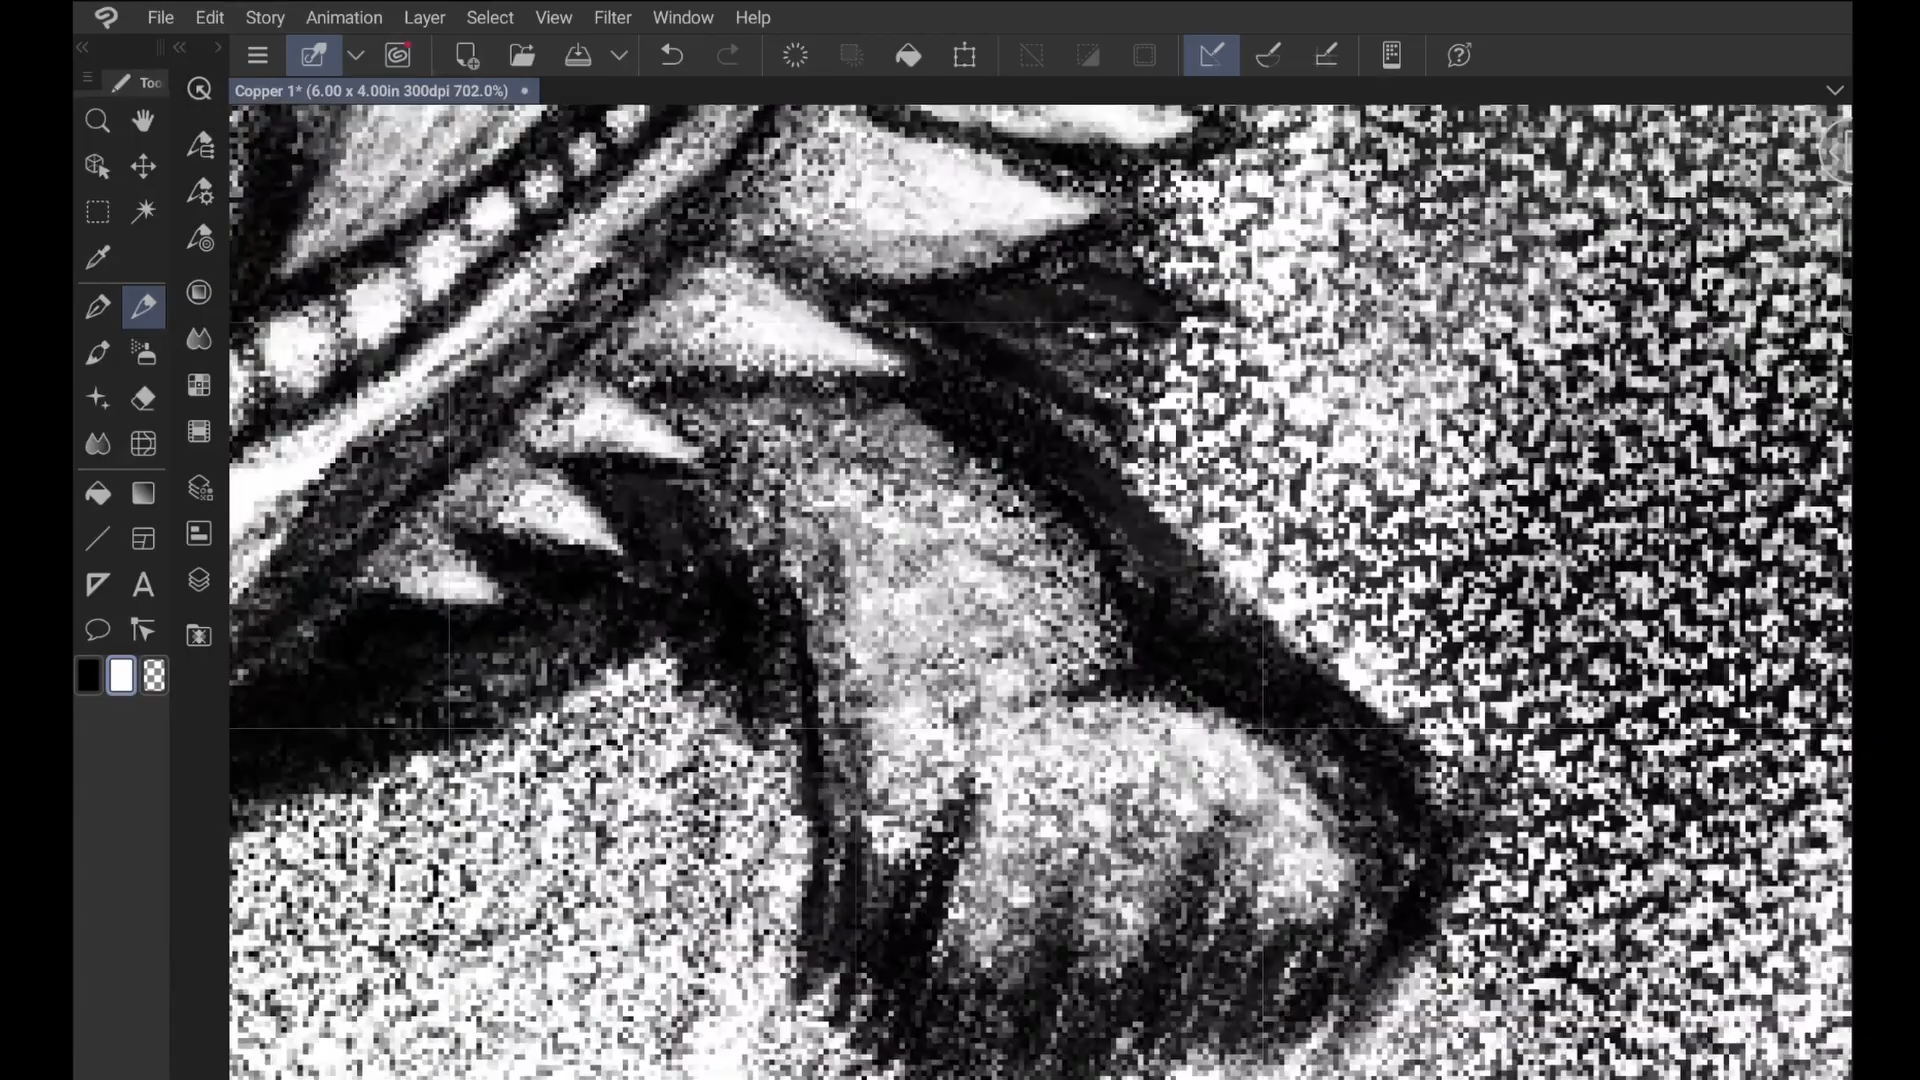 File Edit Story Animation Layer Select View Filter Window Help
Too
Copper 1* (6.00 x 4.00in 300dpi 702.0%)